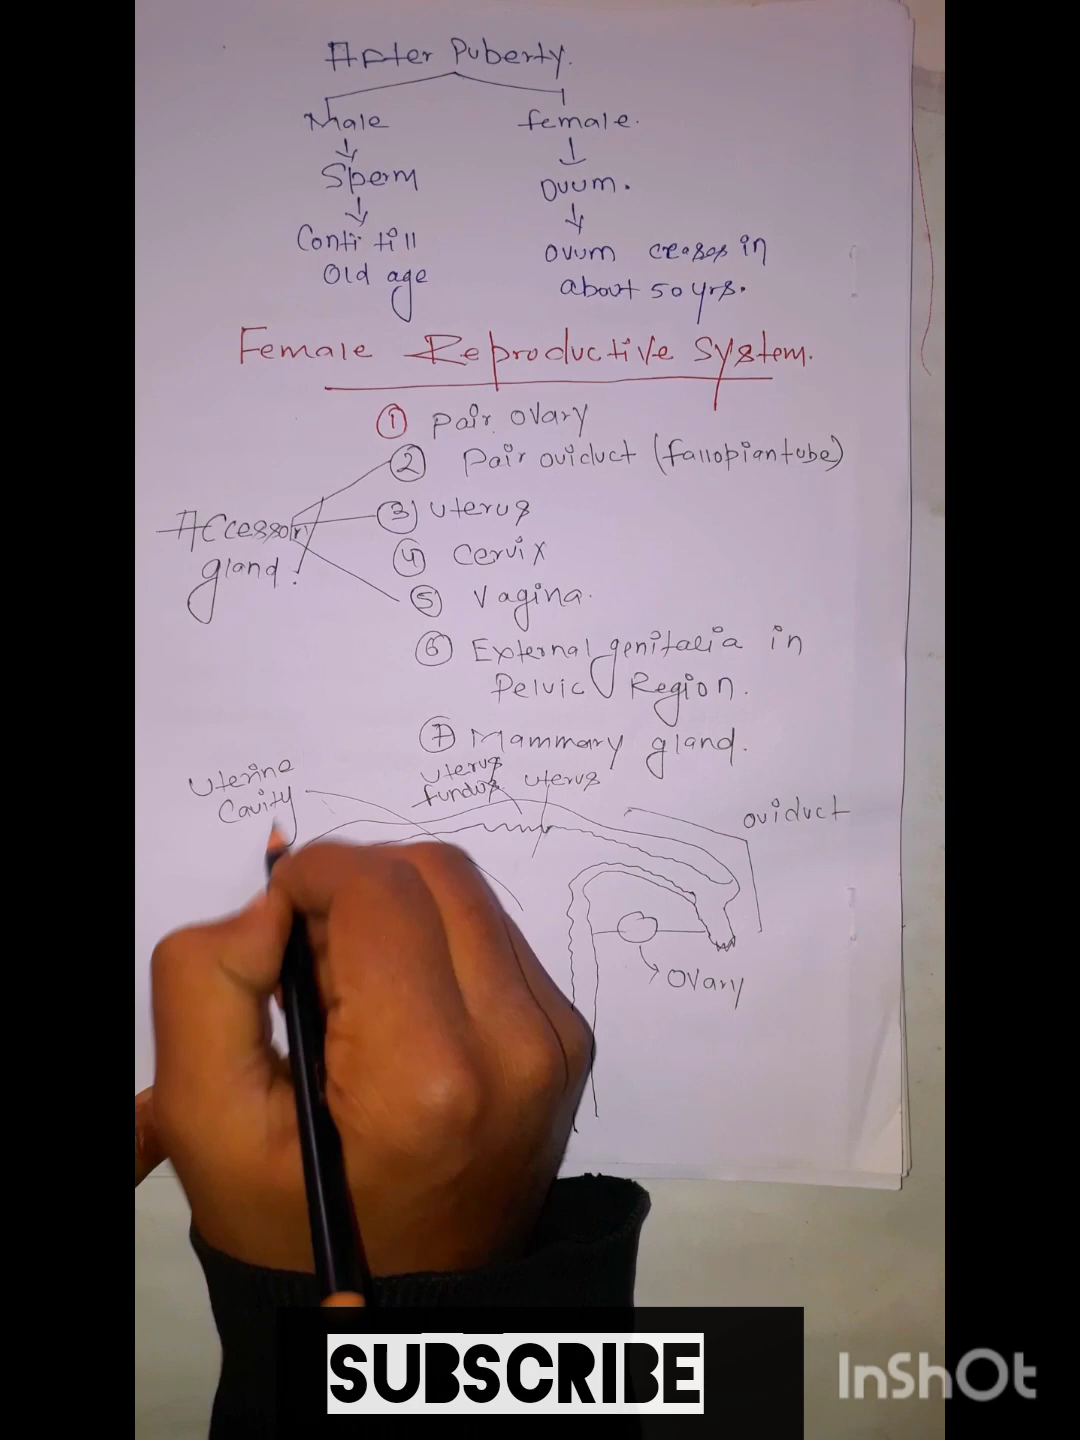 After Puberty.
Male
female.
Sperm
Ovum.
Conti till
Old age
Ovum ceases in
about 50 yrs.
Female Reproductive System.
① Pair ovary
② Pair oviduct (fallopian tube)
③ uterus
Accessory
gland.
④ Cervix
⑤ Vagina.
⑥ External genitalia in
Pelvic Region.
⑦ Mammary gland.
Uterine
Cavity
uterus
fundus
uterus
oviduct
Ovary
SUBSCRIBE
InShOt